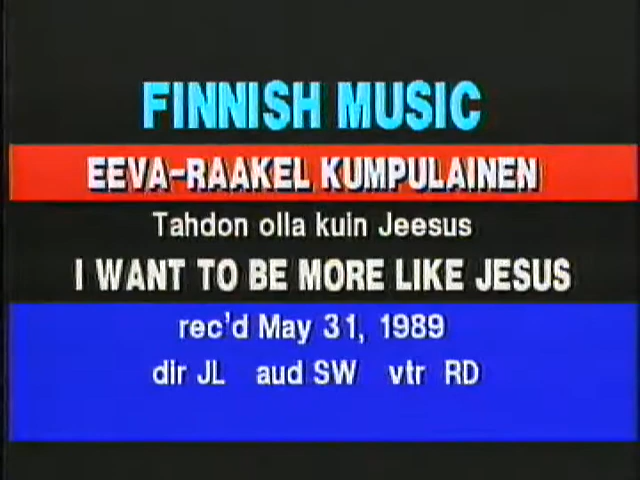 FINNISH MUSIC
EEVA-RAAKEL KUMPULAINEN
Tahdon olla kuin Jeesus
I WANT TO BE MORE LIKE JESUS
rec'd May 31, 1989
dir JL aud SW vtr RD